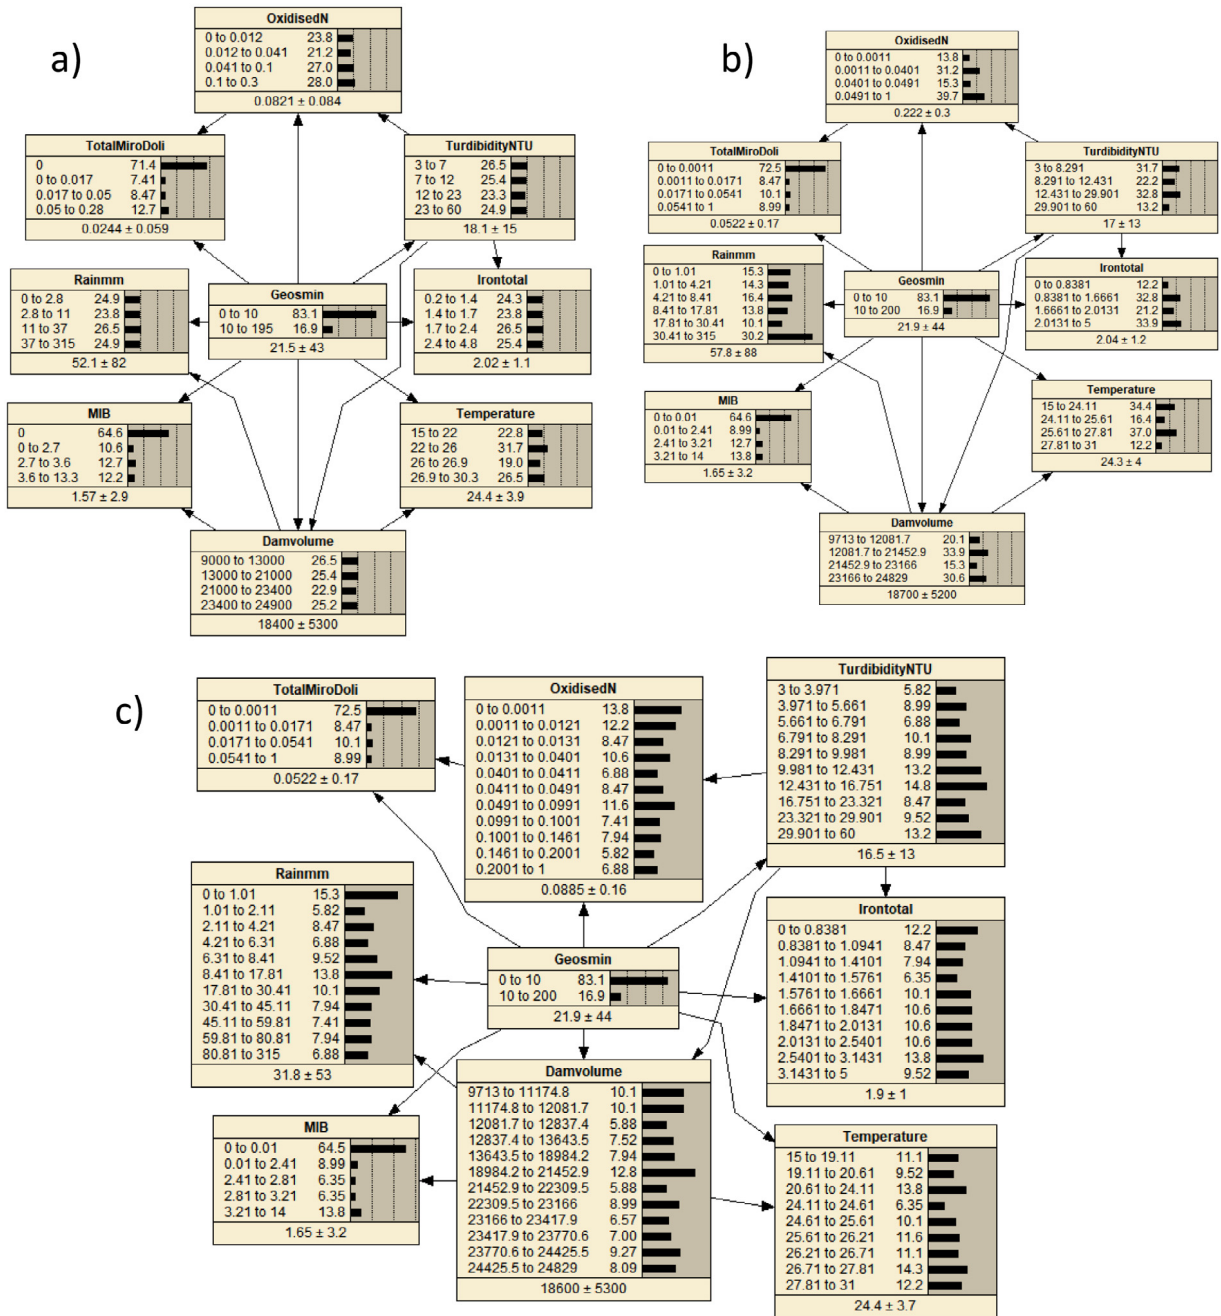 a)
OxidisedN
0 to 0.012 23.8
0.012 to 0.041 21.2
0.041 to 0.1 27.0
0.1 to 0.3 28.0
0.0821 ± 0.084
TotalMiroDoli
0 71.4
0 to 0.017 7.41
0.017 to 0.05 8.47
0.05 to 0.28 12.7
0.0244 ± 0.059
TurdibidityNTU
3 to 7 26.5
7 to 12 25.4
12 to 23 23.3
23 to 60 24.9
18.1 ± 15
Rainmm
0 to 2.8 24.9
2.8 to 11 23.8
11 to 37 26.5
37 to 315 24.9
52.1 ± 82
Geosmin
0 to 10 83.1
10 to 195 16.9
21.5 ± 43
Irontotal
0.2 to 1.4 24.3
1.4 to 1.7 23.8
1.7 to 2.4 26.5
2.4 to 4.8 25.4
2.02 ± 1.1
MIB
0 64.6
0 to 2.7 10.6
2.7 to 3.6 12.7
3.6 to 13.3 12.2
1.57 ± 2.9
Temperature
15 to 22 22.8
22 to 26 31.7
26 to 26.9 19.0
26.9 to 30.3 26.5
24.4 ± 3.9
Damvolume
9000 to 13000 26.5
13000 to 21000 25.4
21000 to 23400 22.9
23400 to 24900 25.2
18400 ± 5300
b)
OxidisedN
0 to 0.0011 13.8
0.0011 to 0.0401 31.2
0.0401 to 0.0491 15.3
0.0491 to 1 39.7
0.222 ± 0.3
TotalMiroDoli
0 to 0.0011 72.5
0.0011 to 0.0171 8.47
0.0171 to 0.0541 10.1
0.0541 to 1 8.99
0.0522 ± 0.17
TurdibidityNTU
3 to 8.291 31.7
8.291 to 12.431 22.2
12.431 to 29.901 32.8
29.901 to 60 13.2
17 ± 13
Rainmm
0 to 1.01 15.3
1.01 to 4.21 14.3
4.21 to 8.41 16.4
8.41 to 17.81 13.8
17.81 to 30.41 10.1
30.41 to 315 30.2
57.8 ± 88
Geosmin
0 to 10 83.1
10 to 200 16.9
21.9 ± 44
Irontotal
0 to 0.8381 12.2
0.8381 to 1.6661 32.8
1.6661 to 2.0131 21.2
2.0131 to 5 33.9
2.04 ± 1.2
MIB
0 to 0.01 64.6
0.01 to 2.41 8.99
2.41 to 3.21 12.7
3.21 to 14 13.8
1.65 ± 3.2
Temperature
15 to 24.11 34.4
24.11 to 25.61 16.4
25.61 to 27.81 37.0
27.81 to 31 12.2
24.3 ± 4
Damvolume
9713 to 12081.7 20.1
12081.7 to 21452.9 33.9
21452.9 to 23166 15.3
23166 to 24829 30.6
18700 ± 5200
c)
TotalMiroDoli
0 to 0.0011 72.5
0.0011 to 0.0171 8.47
0.0171 to 0.0541 10.1
0.0541 to 1 8.99
0.0522 ± 0.17
OxidisedN
0 to 0.0011 13.8
0.0011 to 0.0121 12.2
0.0121 to 0.0131 8.47
0.0131 to 0.0401 10.6
0.0401 to 0.0411 6.88
0.0411 to 0.0491 8.47
0.0491 to 0.0991 11.6
0.0991 to 0.1001 7.41
0.1001 to 0.1461 7.94
0.1461 to 0.2001 5.82
0.2001 to 1 6.88
0.0885 ± 0.16
TurdibidityNTU
3 to 3.971 5.82
3.971 to 5.661 8.99
5.661 to 6.791 6.88
6.791 to 8.291 10.1
8.291 to 9.981 8.99
9.981 to 12.431 13.2
12.431 to 16.751 14.8
16.751 to 23.321 8.47
23.321 to 29.901 9.52
29.901 to 60 13.2
16.5 ± 13
Rainmm
0 to 1.01 15.3
1.01 to 2.11 5.82
2.11 to 4.21 8.47
4.21 to 6.31 6.88
6.31 to 8.41 9.52
8.41 to 17.81 13.8
17.81 to 30.41 10.1
30.41 to 45.11 7.94
45.11 to 59.81 7.41
59.81 to 80.81 7.94
80.81 to 315 6.88
31.8 ± 53
Geosmin
0 to 10 83.1
10 to 200 16.9
21.9 ± 44
Irontotal
0 to 0.8381 12.2
0.8381 to 1.0941 8.47
1.0941 to 1.4101 7.94
1.4101 to 1.5761 6.35
1.5761 to 1.6661 10.1
1.6661 to 1.8471 10.6
1.8471 to 2.0131 10.6
2.0131 to 2.5401 10.6
2.5401 to 3.1431 13.8
3.1431 to 5 9.52
1.9 ± 1
MIB
0 to 0.01 64.5
0.01 to 2.41 8.99
2.41 to 2.81 6.35
2.81 to 3.21 6.35
3.21 to 14 13.8
1.65 ± 3.2
Damvolume
9713 to 11174.8 10.1
11174.8 to 12081.7 10.1
12081.7 to 12837.4 5.88
12837.4 to 13643.5 7.52
13643.5 to 18984.2 7.94
18984.2 to 21452.9 12.8
21452.9 to 22309.5 5.88
22309.5 to 23166 8.99
23166 to 23417.9 6.57
23417.9 to 23770.6 7.00
23770.6 to 24425.5 9.27
24425.5 to 24829 8.09
18600 ± 5300
Temperature
15 to 19.11 11.1
19.11 to 20.61 9.52
20.61 to 24.11 13.8
24.11 to 24.61 6.35
24.61 to 25.61 10.1
25.61 to 26.21 11.6
26.21 to 26.71 11.1
26.71 to 27.81 14.3
27.81 to 31 12.2
24.4 ± 3.7